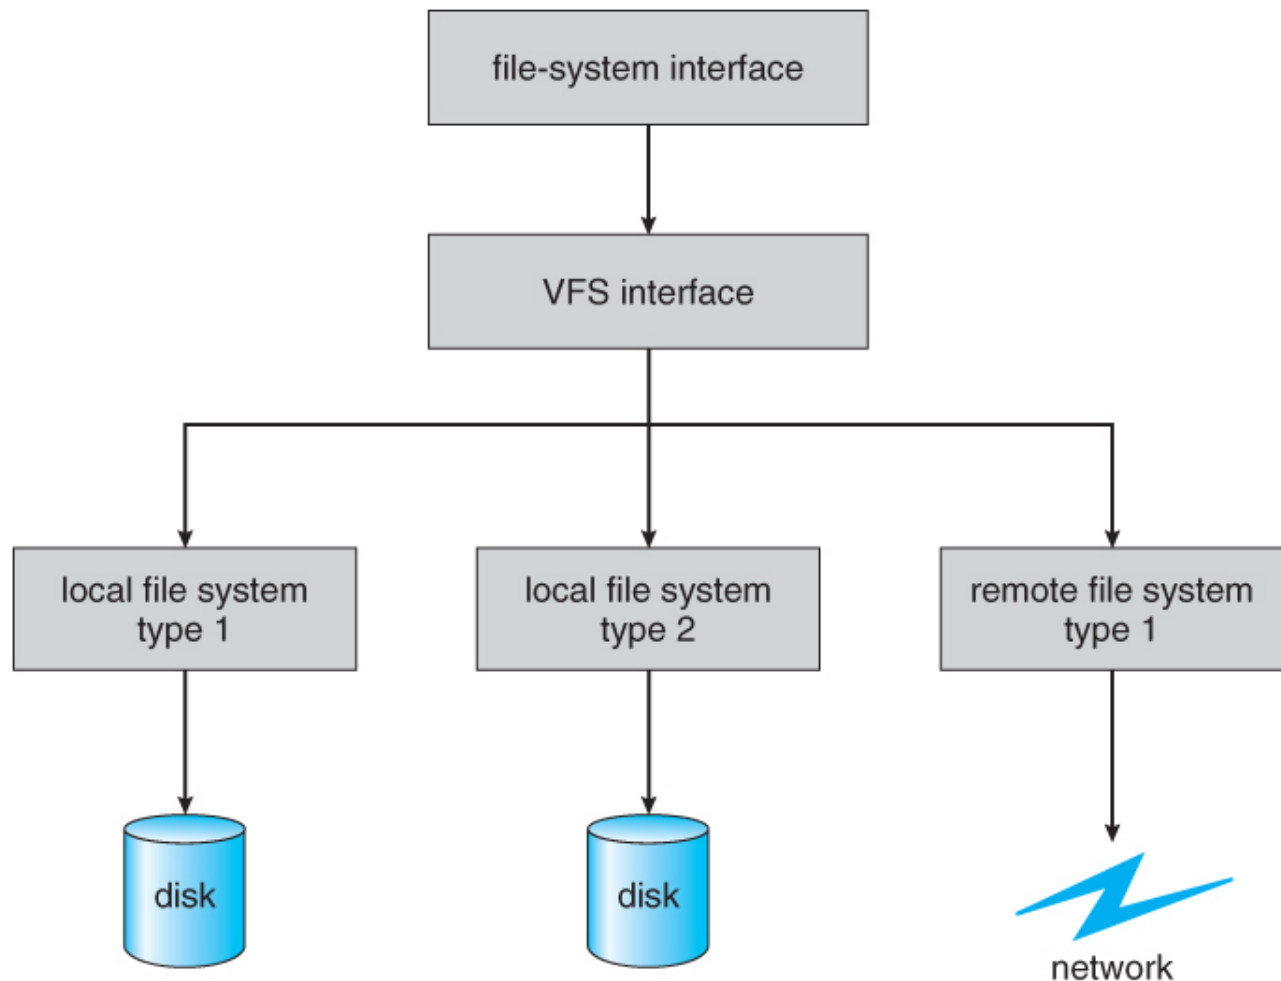 file-system interface
VFS interface
local file system
type 1
local file system
type 2
remote file system
type 1
disk
disk
network